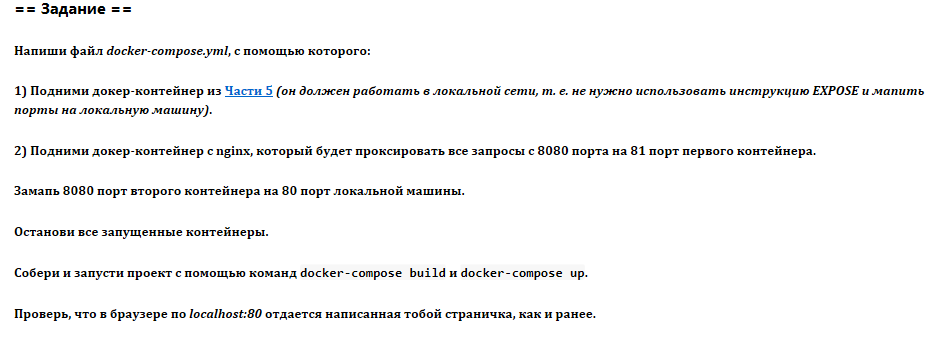 == Задание ==
Напиши файл docker-compose.yml, с помощью которого:
1) Подними докер-контейнер из Части 5 (он должен работать в локальной сети, т. е. не нужно использовать инструкцию EXPOSE и мапить
порты на локальную машину).
2) Подними докер-контейнер с nginx, который будет проксировать все запросы с 8080 порта на 81 порт первого контейнера.
Замапь 8080 порт второго контейнера на 80 порт локальной машины.
Останови все запущенные контейнеры.
Собери и запусти проект с помощью команд docker-compose build и docker-compose up.
Проверь, что в браузере по localhost:80 отдается написанная тобой страничка, как и ранее.